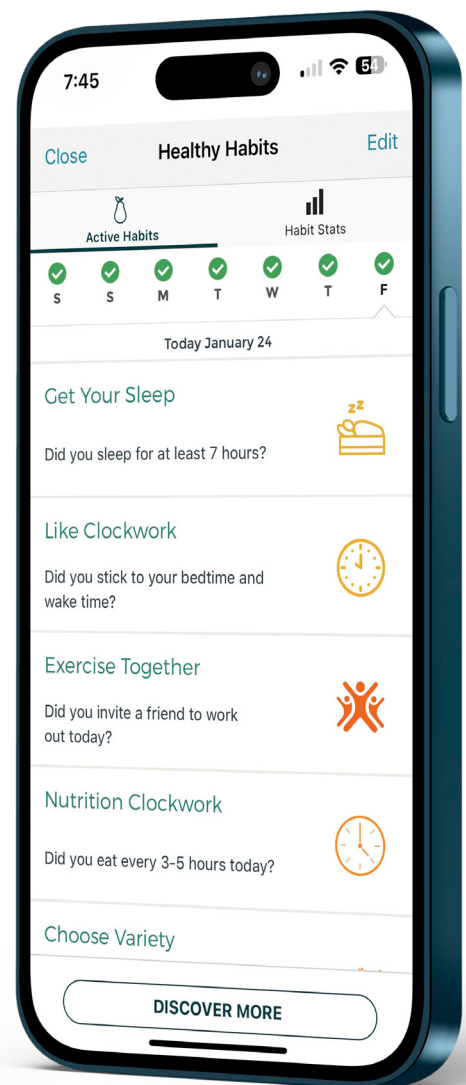 7:45
54
Close
Healthy Habits
Edit
Active Habits
Habit Stats
S S M T W T F
Today January 24
Get Your Sleep
zz
Did you sleep for at least 7 hours?
Like Clockwork
Did you stick to your bedtime and
wake time?
Exercise Together
Did you invite a friend to work
out today?
Nutrition Clockwork
Did you eat every 3-5 hours today?
Choose Variety
DISCOVER MORE